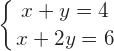 x + y = 4
x + 2y = 6